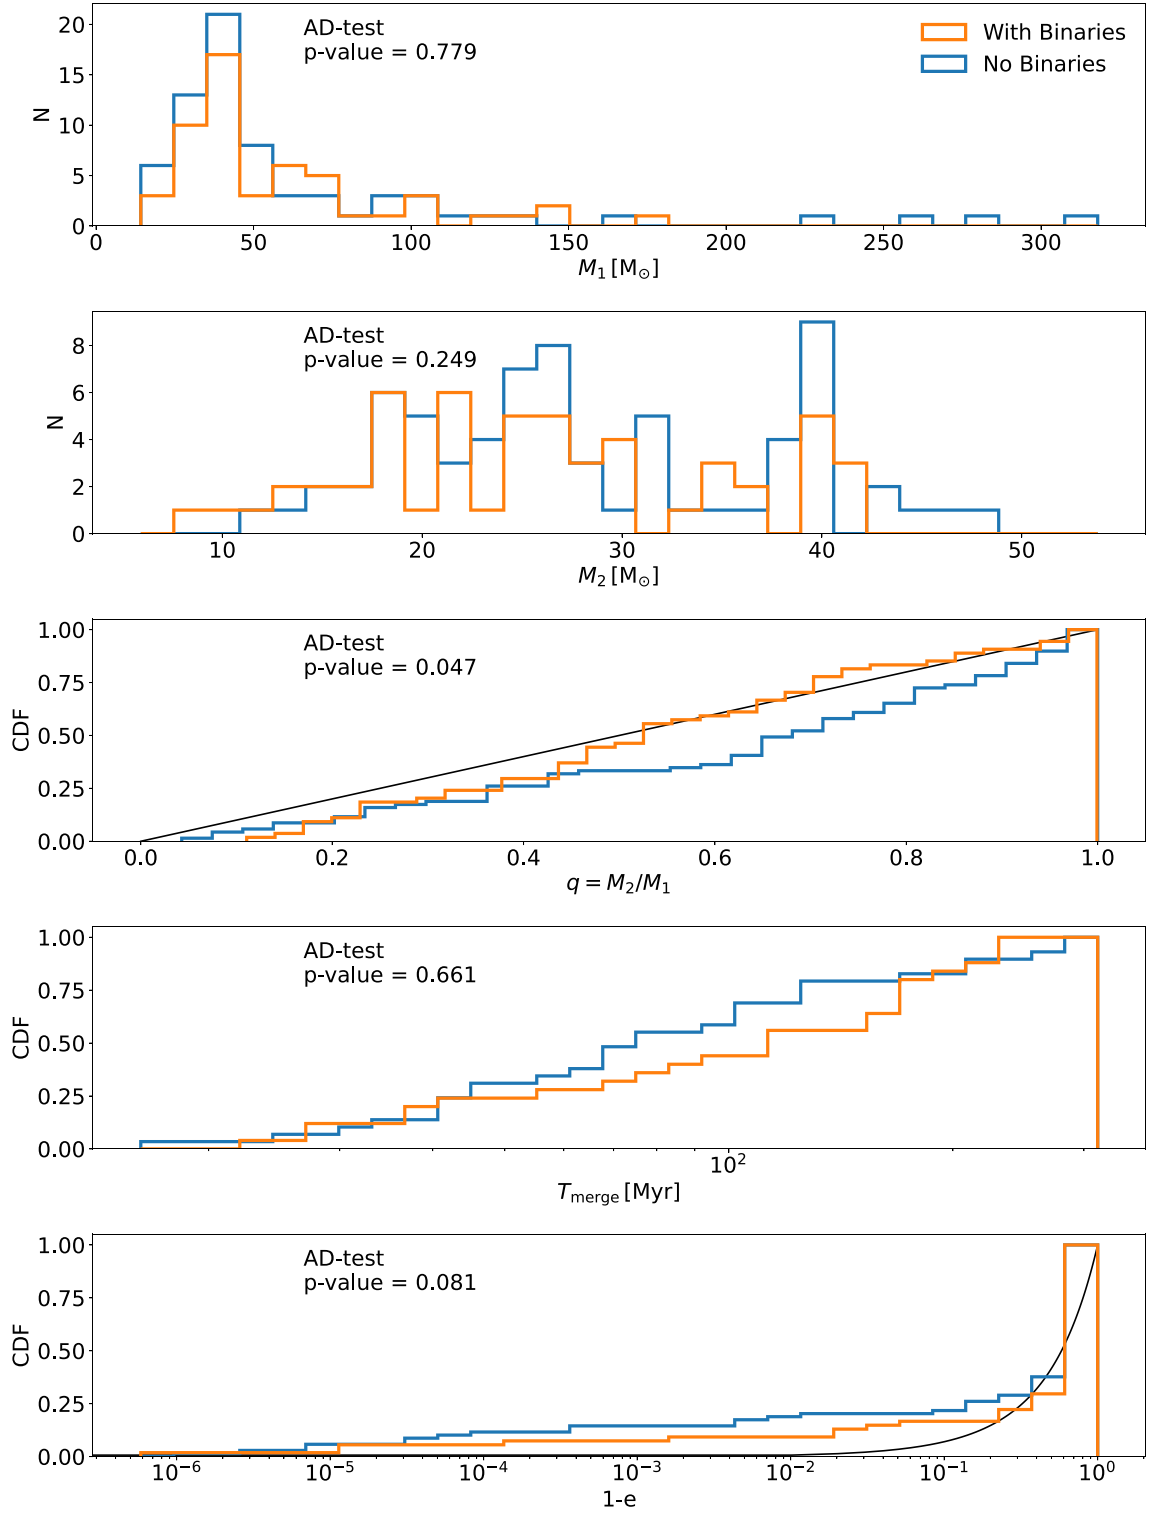 AD-test
p-value = 0.779
With Binaries
No Binaries
N
20
15
10
5
0
0 50 100 150 200 250 300
M₁ [M☉]
AD-test
p-value = 0.249
N
8
6
4
2
0
10 20 30 40 50
M₂ [M☉]
AD-test
p-value = 0.047
CDF
1.00
0.75
0.50
0.25
0.00
0.0 0.2 0.4 0.6 0.8 1.0
q = M₂/M₁
AD-test
p-value = 0.661
CDF
1.00
0.75
0.50
0.25
0.00
10²
T_merge [Myr]
AD-test
p-value = 0.081
CDF
1.00
0.75
0.50
0.25
0.00
10⁻⁶ 10⁻⁵ 10⁻⁴ 10⁻³ 10⁻² 10⁻¹ 10⁰
1-e